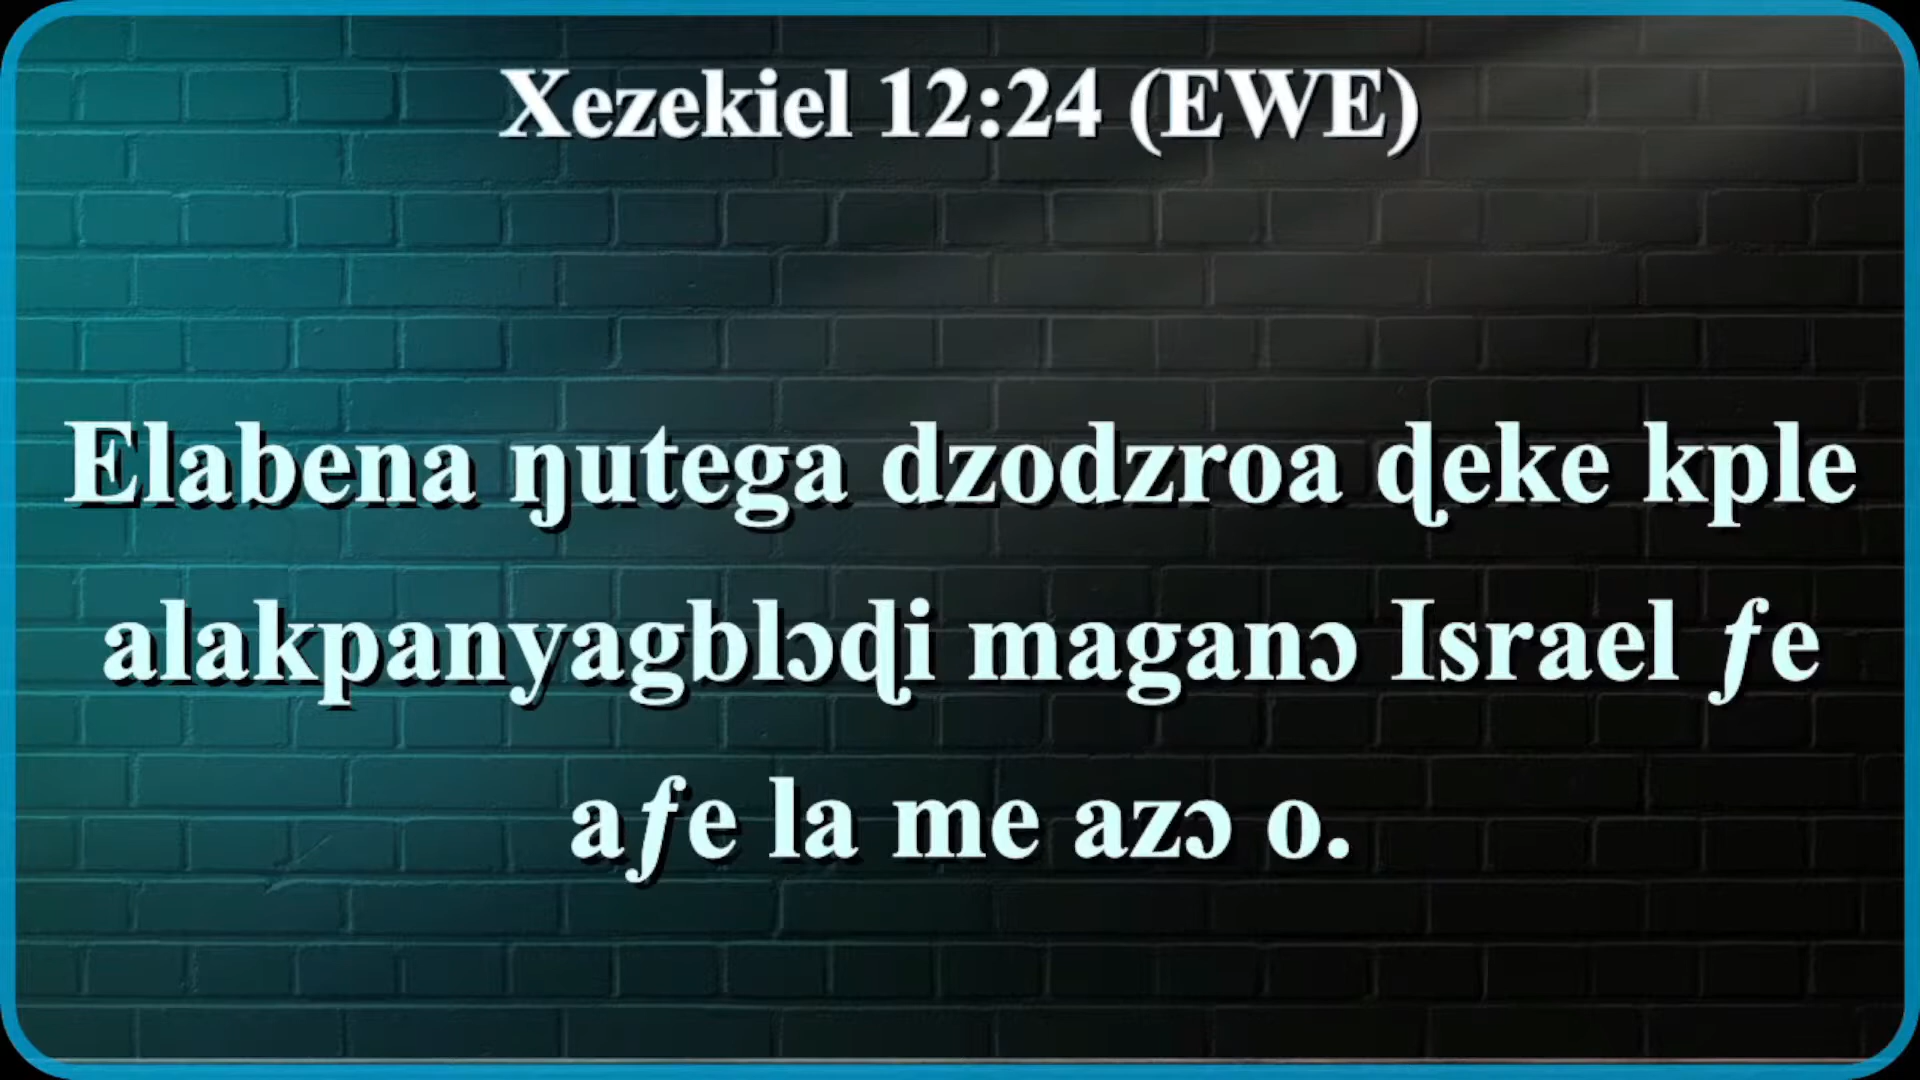 Xezekiel 12:24 (EWE)
Elabena ŋutega dzodzroa ɖeke kple
alakpanyagblɔɖi maganɔ Israel ƒe
aƒe la me azɔ o.